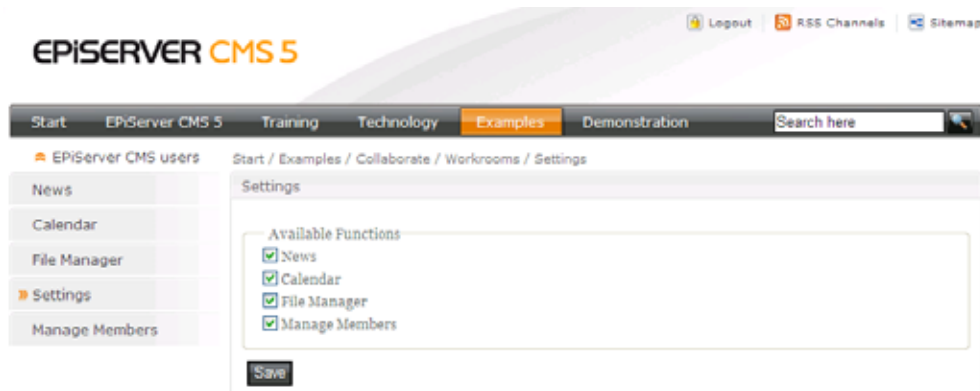 Logout RSS Channels Sitemap
EPiSERVER CMS 5
Start EPiServer CMS 5 Training Technology Examples Demonstration Search here
EPiServer CMS users
Start / Examples / Collaborate / Workrooms / Settings
News
Settings
Calendar
Available Functions
File Manager
News
Calendar
Settings
File Manager
Manage Members
Manage Members
Save